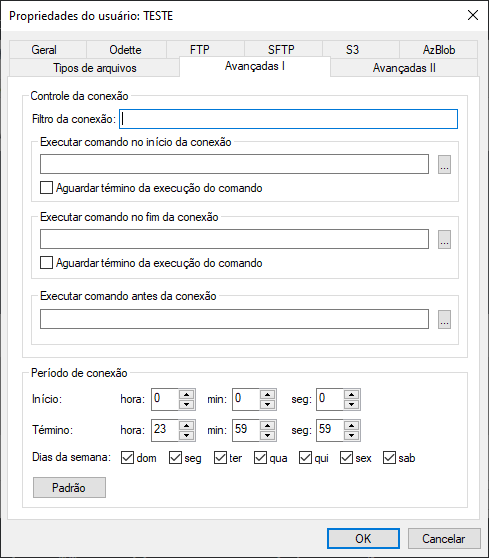 Propriedades do usuário: TESTE
Geral Odette FTP SFTP S3 AzBlob
Tipos de arquivos Avançadas I Avançadas II
Controle da conexão
Filtro da conexão:
Executar comando no início da conexão
...
Aguardar término da execução do comando
Executar comando no fim da conexão
...
Aguardar término da execução do comando
Executar comando antes da conexão
...
Período de conexão
Início: hora: 0 min: 0 seg: 0
Término: hora: 23 min: 59 seg: 59
Dias da semana: dom seg ter qua qui sex sab
Padrão
OK Cancelar